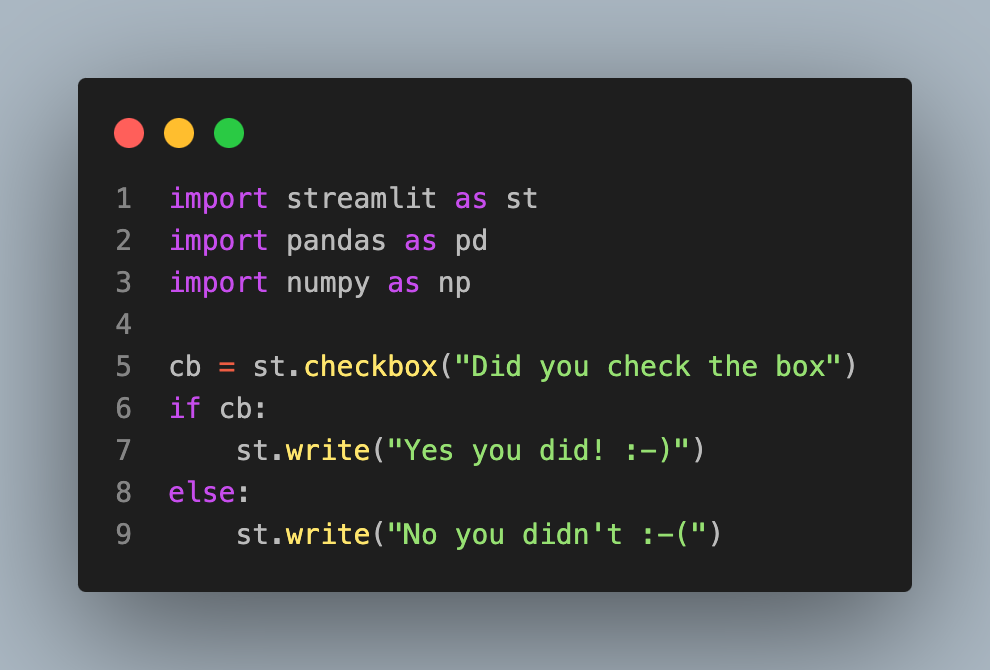 1 import streamlit as st
2 import pandas as pd
3 import numpy as np
4
5 cb = st.checkbox("Did you check the box")
6 if cb:
7     st.write("Yes you did! :-)")
8 else:
9     st.write("No you didn't :-(")